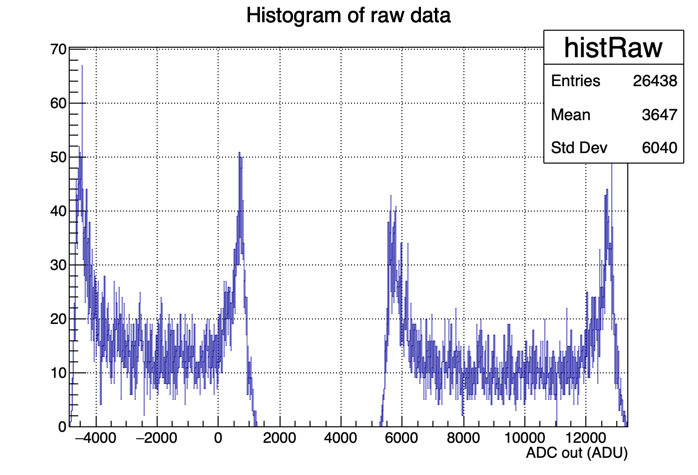 Histogram of raw data
histRaw
Entries 26438
Mean 3647
Std Dev 6040
70
60
50
40
30
20
10
0
−4000 −2000 0 2000 4000 6000 8000 10000 12000
ADC out (ADU)